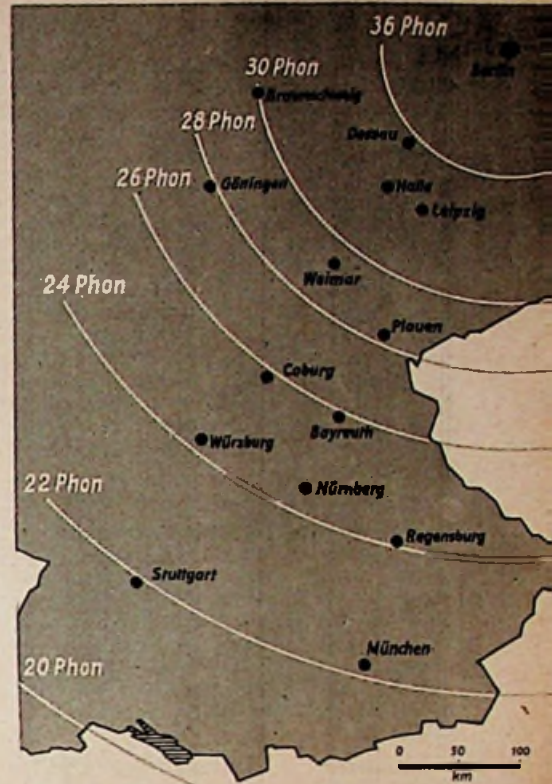 36 Phon
Berlin
30 Phon
Braunschweig
28 Phon
Dessau
26 Phon
Göttingen
Halle
Leipzig
Weimar
24 Phon
Plauen
Coburg
Bayreuth
Würzburg
22 Phon
Nürnberg
Regensburg
Stuttgart
München
20 Phon
0 50 100
km